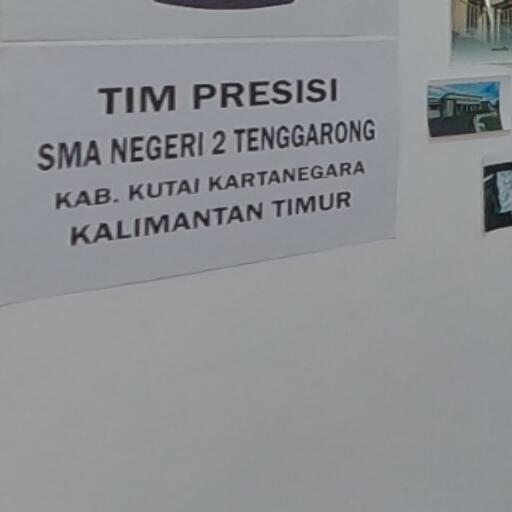 TIM PRESISI
SMA NEGERI 2 TENGGARONG
KAB. KUTAI KARTANEGARA
KALIMANTAN TIMUR